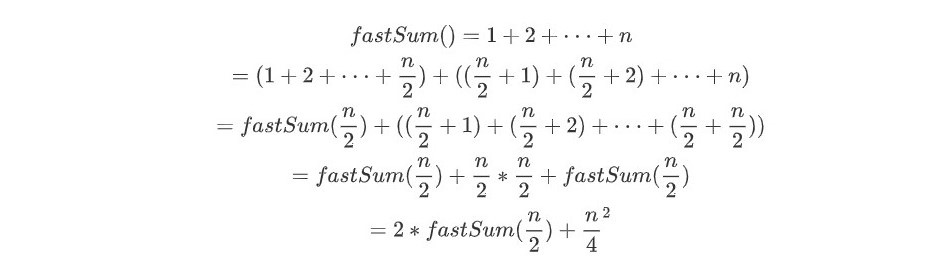 fastSum() = 1 + 2 + ⋯ + n
= (1 + 2 + ⋯ + n/2) + ((n/2 + 1) + (n/2 + 2) + ⋯ + n)
= fastSum(n/2) + ((n/2 + 1) + (n/2 + 2) + ⋯ + (n/2 + n/2))
= fastSum(n/2) + n/2 * n/2 + fastSum(n/2)
= 2 * fastSum(n/2) + n²/4